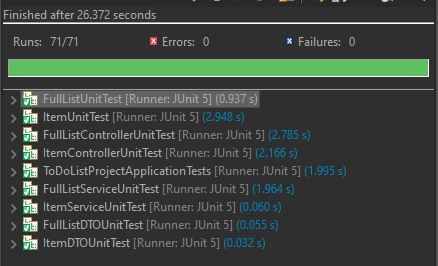 Finished after 26.372 seconds
Runs: 71/71 Errors: 0 Failures: 0
FullListUnitTest [Runner: JUnit 5] (0.937 s)
ItemUnitTest [Runner: JUnit 5] (2.948 s)
FullListControllerUnitTest [Runner: JUnit 5] (2.785 s)
ItemControllerUnitTest [Runner: JUnit 5] (2.166 s)
ToDoListProjectApplicationTests [Runner: JUnit 5] (1.995 s)
FullListServiceUnitTest [Runner: JUnit 5] (1.964 s)
ItemServiceUnitTest [Runner: JUnit 5] (0.060 s)
FullListDTOUnitTest [Runner: JUnit 5] (0.055 s)
ItemDTOUnitTest [Runner: JUnit 5] (0.032 s)